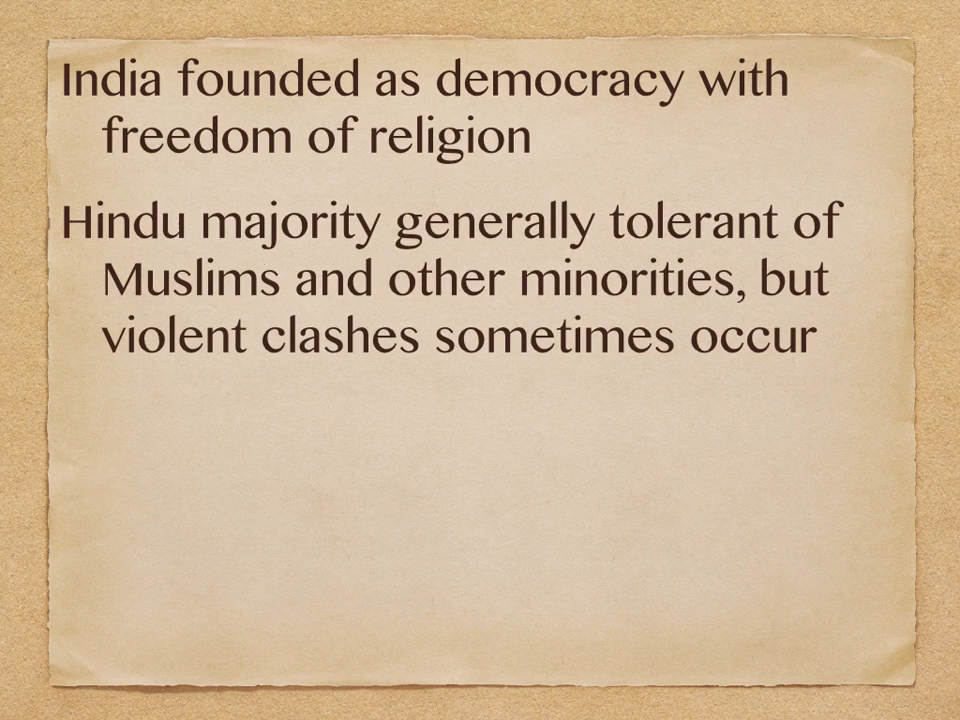 India founded as democracy with
freedom of religion
Hindu majority generally tolerant of
Muslims and other minorities, but
violent clashes sometimes occur